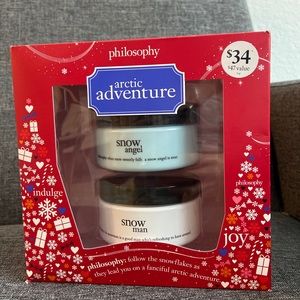 philosophy
$34
$47 value
arctic
adventure
snow
angel
philosophy
indulge
snow
man
joy
philosophy: follow the snowflakes as
they lead you on a fanciful arctic adventure